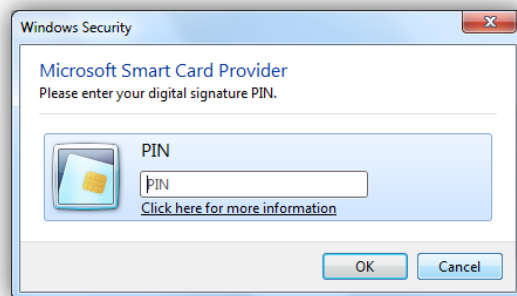 Windows Security
Microsoft Smart Card Provider
Please enter your digital signature PIN.
PIN
PIN
Click here for more information
OK
Cancel